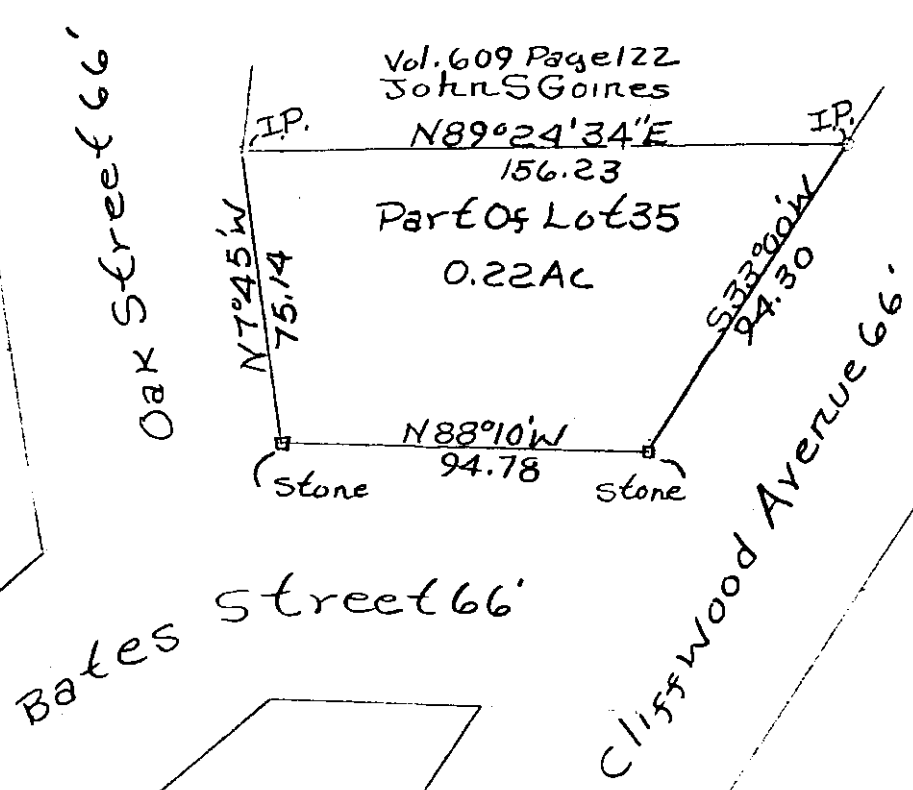 Vol. 609 Page 122
John S Goines
I.P.
I.P.
N89°24'34"E
156.23
Part Of Lot 35
0.22Ac
Oak Street 66'
N7°45'W
75.14
S33°00'W
94.30
N88°10'W
94.78
Stone
Stone
Cliffwood Avenue 66'
Bates Street 66'